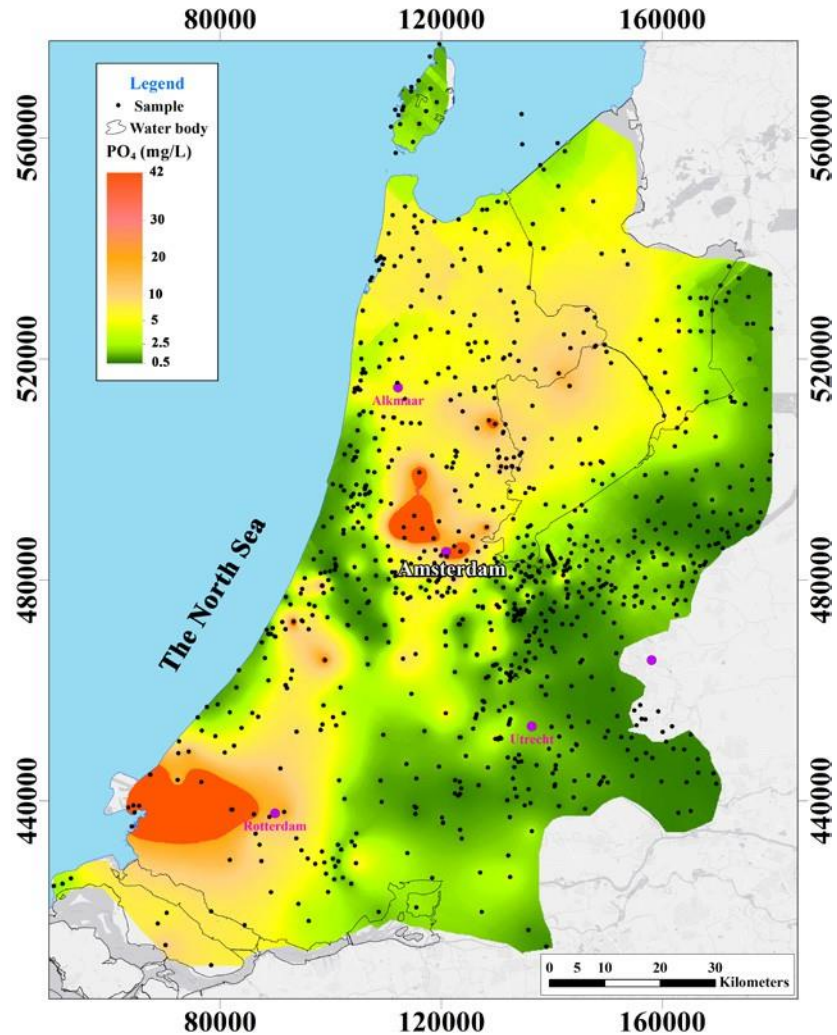 80000 120000 160000
Legend
Sample
Water body
PO₄ (mg/L)
42
30
20
10
5
2.5
0.5
560000
560000
520000
520000
Alkmaar
Amsterdam
480000
480000
The North Sea
Utrecht
440000
440000
Rotterdam
0 5 10 20 30
Kilometers
80000 120000 160000